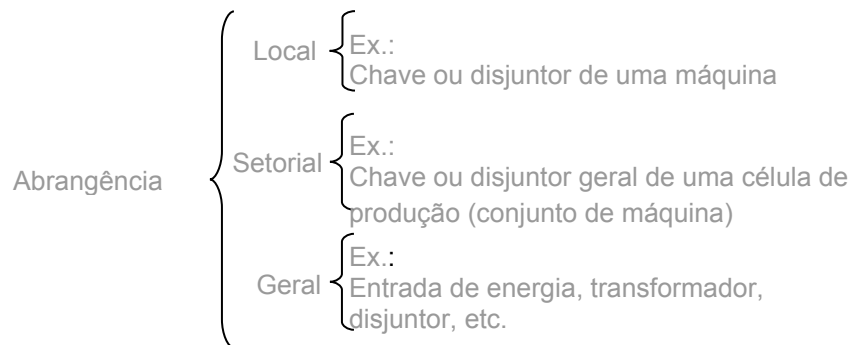 Abrangência
Local
Ex.:
Chave ou disjuntor de uma máquina
Setorial
Ex.:
Chave ou disjuntor geral de uma célula de
produção (conjunto de máquina)
Geral
Ex.:
Entrada de energia, transformador,
disjuntor, etc.